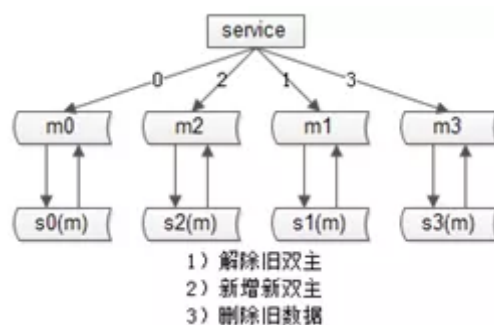 service
0 2 1 3
m0 m2 m1 m3
s0(m) s2(m) s1(m) s3(m)
1）解除旧双主
2）新增新双主
3）删除旧数据